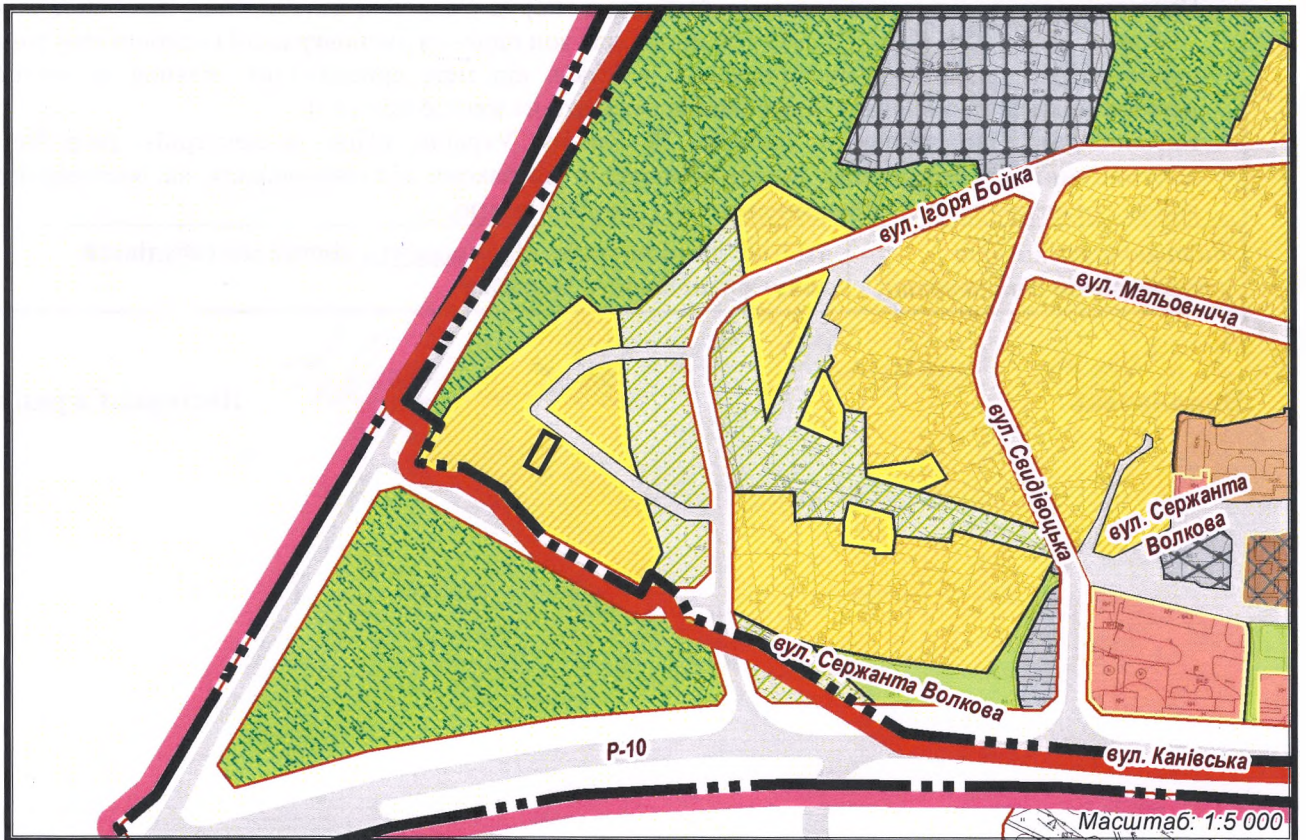 вул. Ігоря Бойка
вул. Мальовнича
вул. Свидівоцька
вул. Сержанта
Волкова
вул. Сержанта Волкова
Р-10
вул. Канівська
Масштаб: 1:5 000